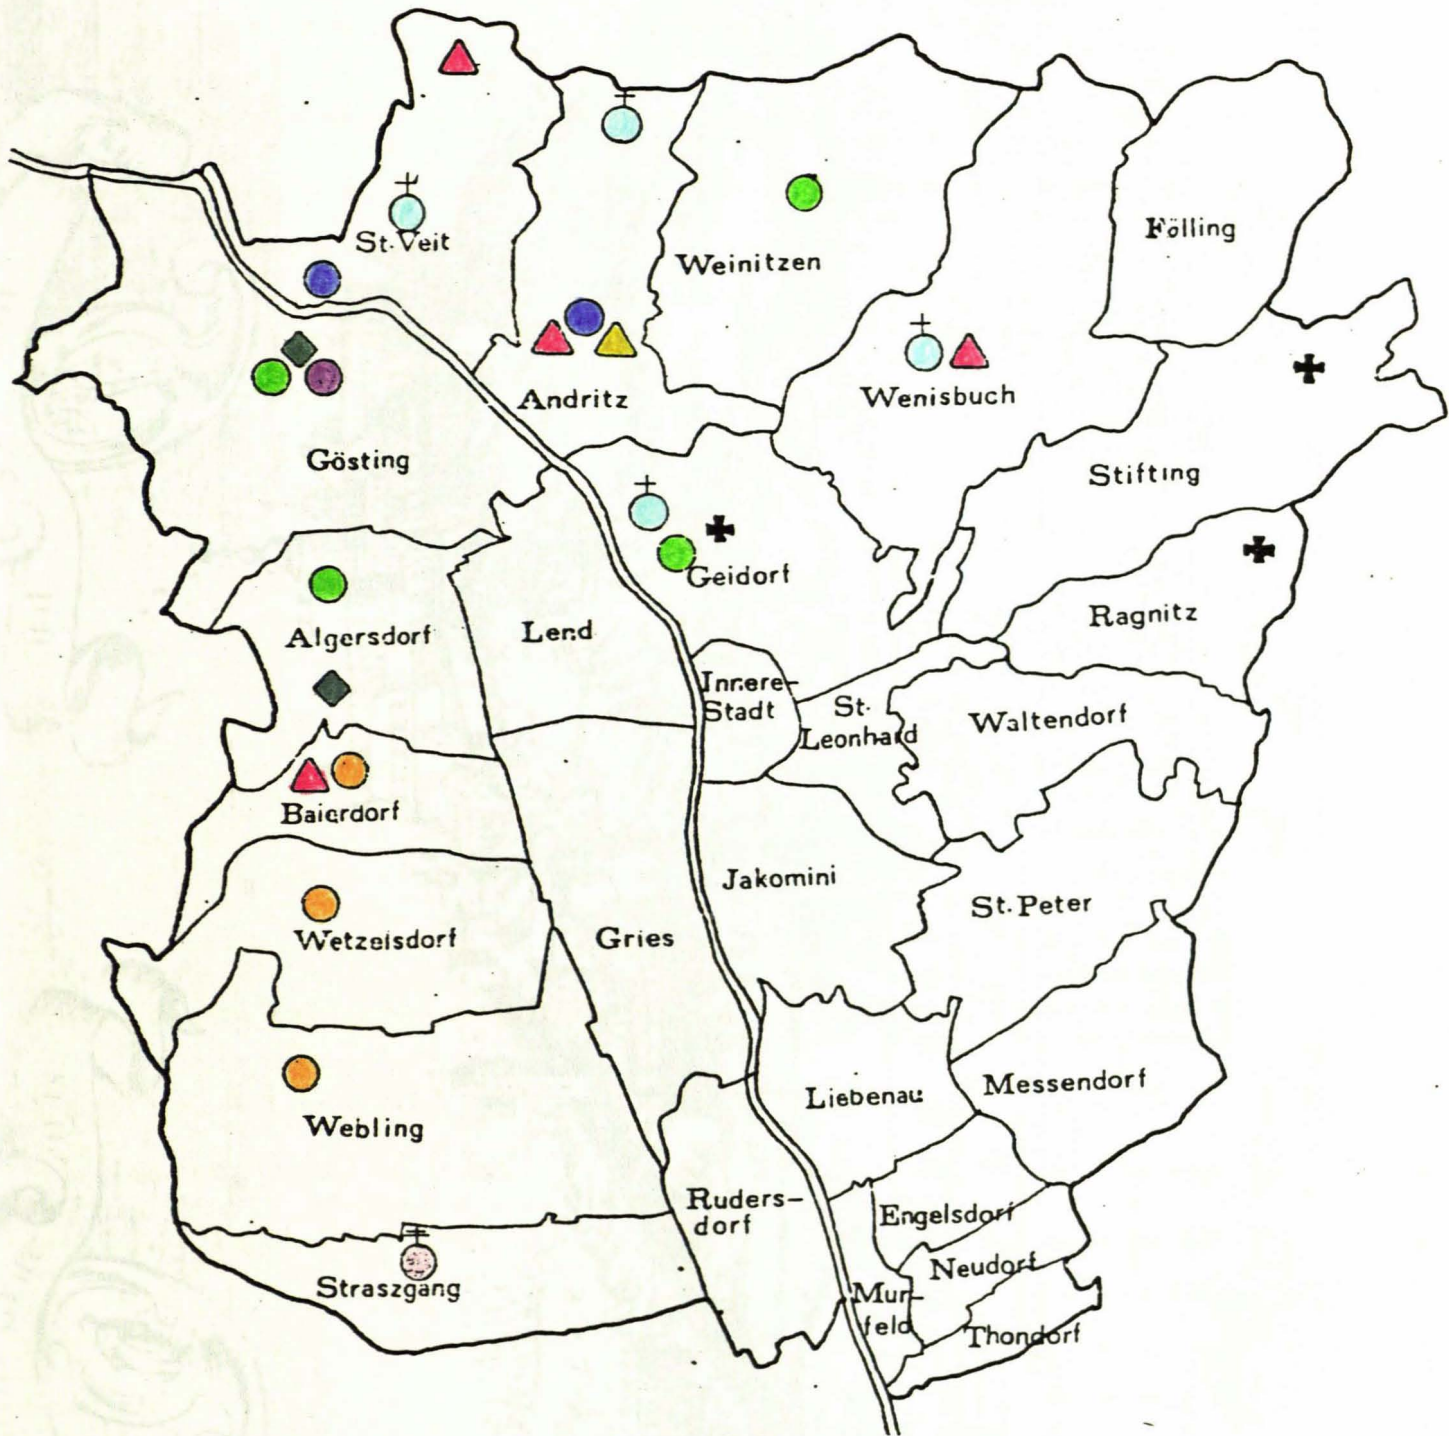 St. Veit
Fölling
Weinitzen
Andritz
Wenisbuch
Gösting
Stifting
Geidorf
Ragnitz
Algersdorf
Lend
Innere-
Stadt
St.
Leonhard
Waltendorf
Baierdorf
Jakomini
St. Peter
Wetzelsdorf
Gries
Webling
Liebenau
Messendorf
Ruders-
dorf
Engelsdorf
Neudorf
Straszgang
Mur-
feld
Thondorf